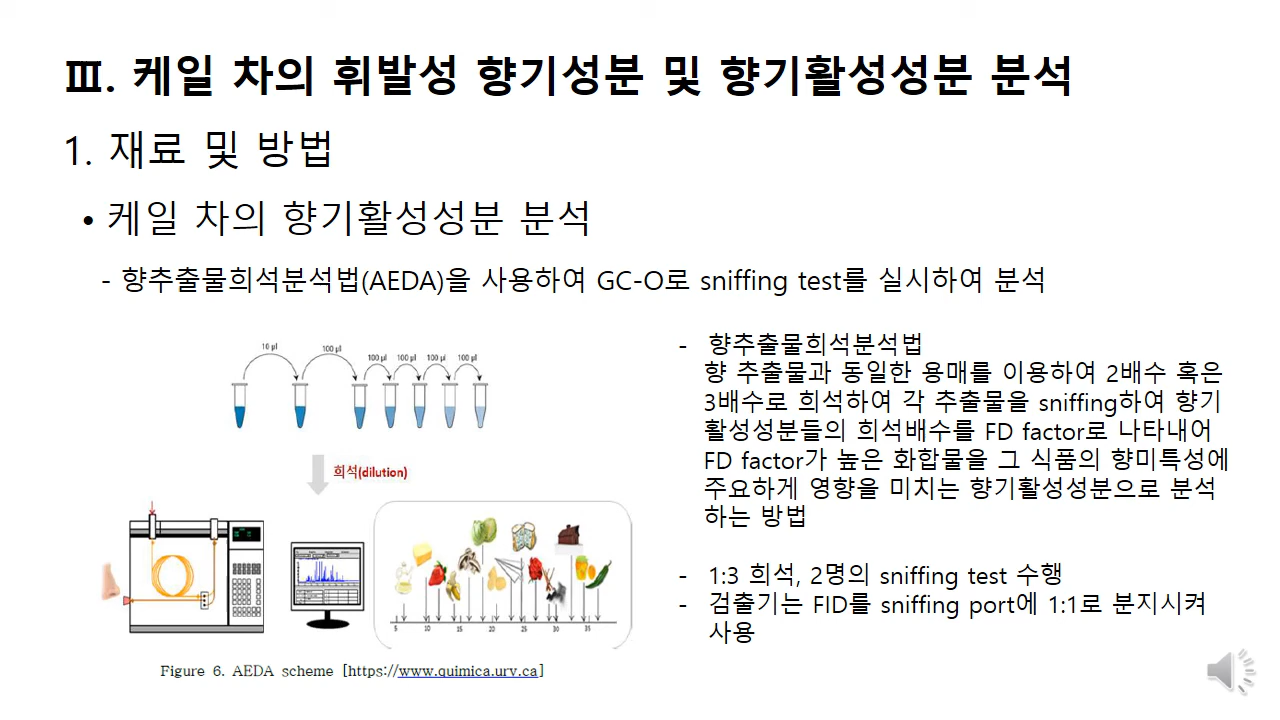 Ⅲ. 케일 차의 휘발성 향기성분 및 향기활성성분 분석
1. 재료 및 방법
• 케일 차의 향기활성성분 분석
- 향추출물희석분석법(AEDA)을 사용하여 GC-O로 sniffing test를 실시하여 분석
10 µl
100 µl
100 µl
100 µl
100 µl
100 µl
희석(dilution)
5 10 15 20 25 30 35
Figure 6. AEDA scheme [https://www.quimica.urv.ca]
- 향추출물희석분석법
향 추출물과 동일한 용매를 이용하여 2배수 혹은
3배수로 희석하여 각 추출물을 sniffing하여 향기
활성성분들의 희석배수를 FD factor로 나타내어
FD factor가 높은 화합물을 그 식품의 향미특성에
주요하게 영향을 미치는 향기활성성분으로 분석
하는 방법
- 1:3 희석, 2명의 sniffing test 수행
- 검출기는 FID를 sniffing port에 1:1로 분지시켜
사용